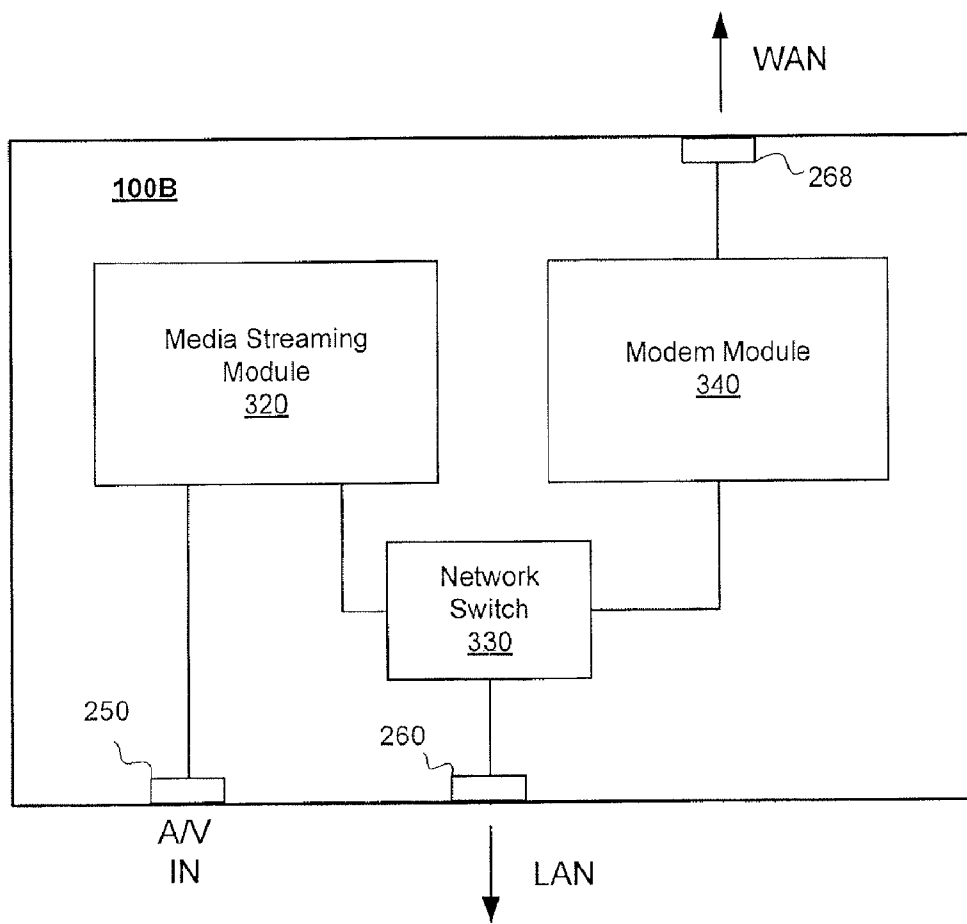 WAN
268
100B
Media Streaming
Module
320
Modem Module
340
Network
Switch
330
250
260
A/V
IN
LAN